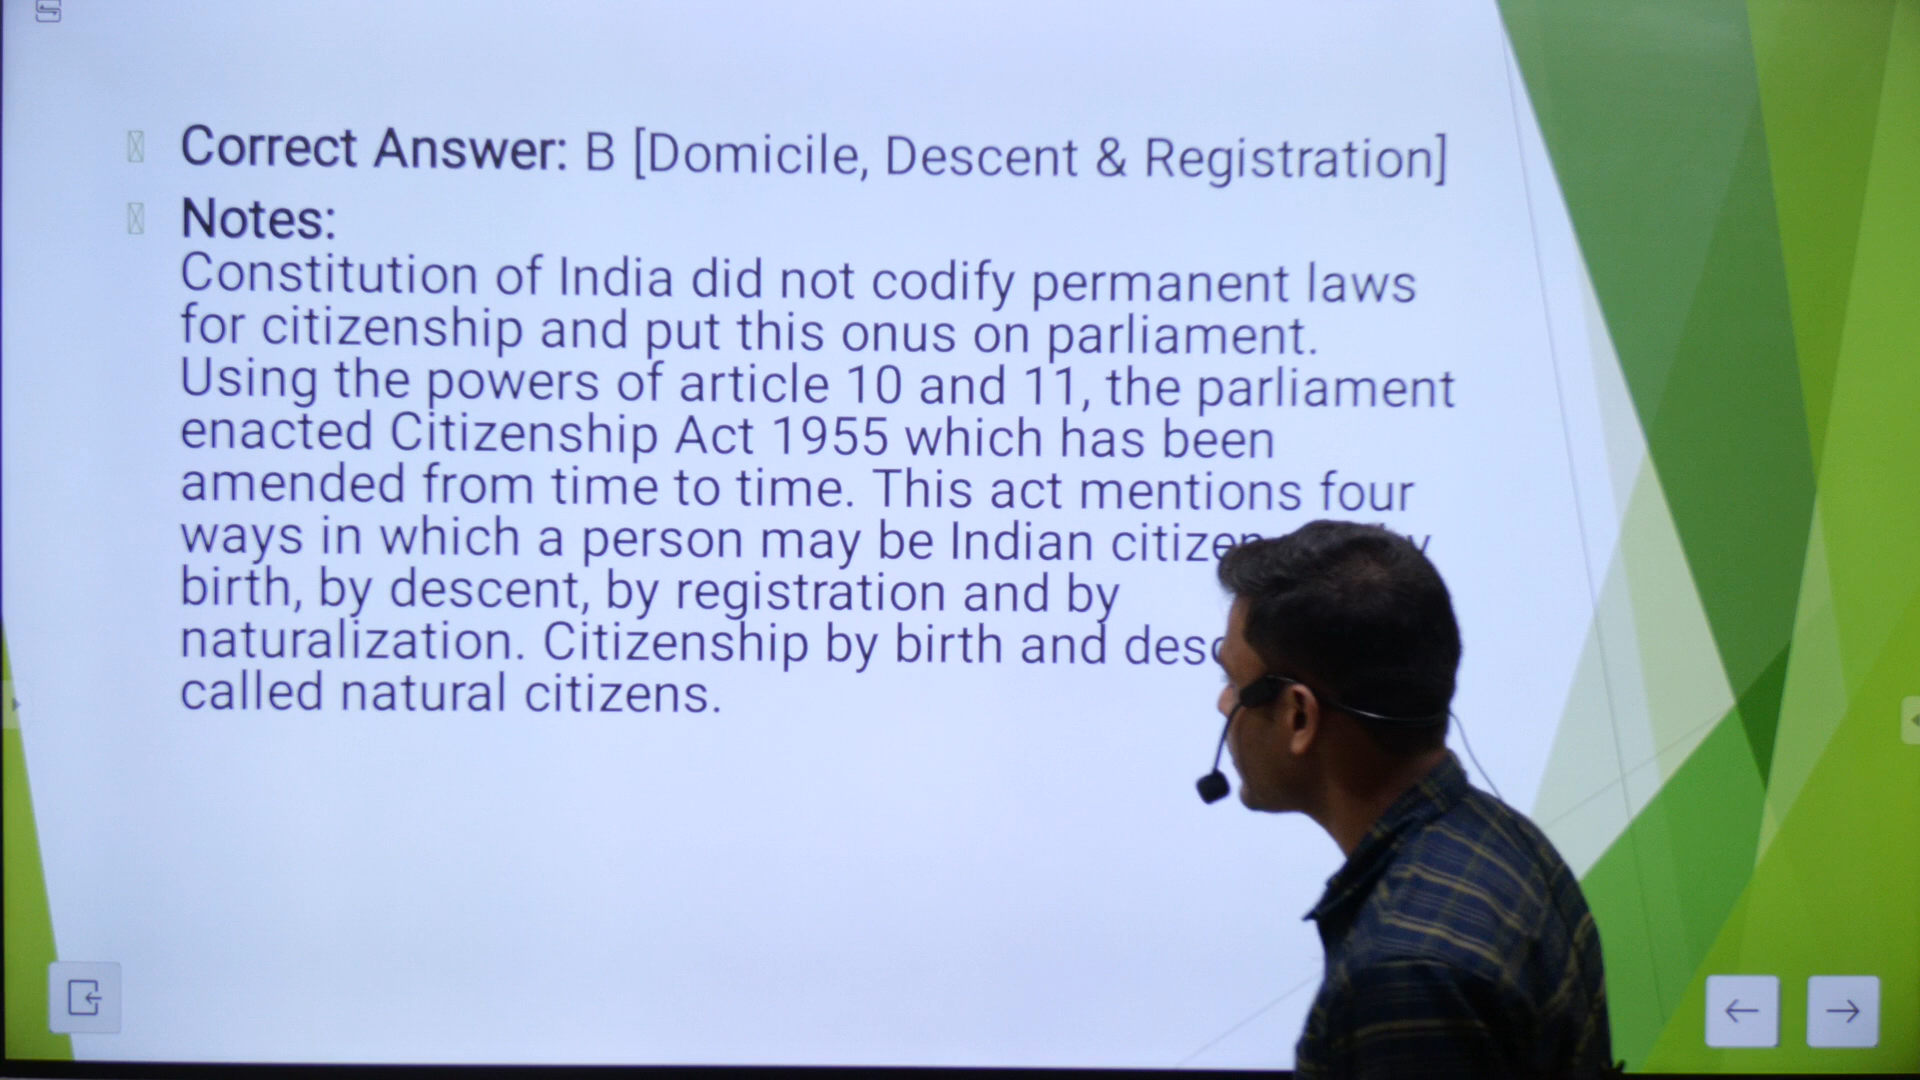 Correct Answer: B [Domicile, Descent & Registration]
Notes:
Constitution of India did not codify permanent laws
for citizenship and put this onus on parliament.
Using the powers of article 10 and 11, the parliament
enacted Citizenship Act 1955 which has been
amended from time to time. This act mentions four
ways in which a person may be Indian
birth, by descent, by registration and by
naturalization. Citizenship by birth and
called natural citizens.